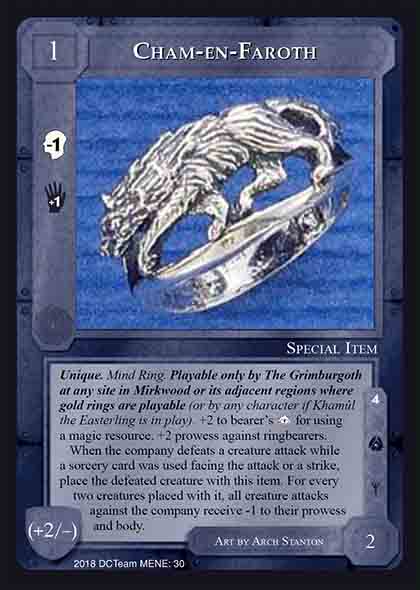 1
CHAM-EN-FAROTH
-1
+1
SPECIAL ITEM
Unique. Mind Ring. Playable only by The Grimburgoth
at any site in Mirkwood or its adjacent regions where
gold rings are playable (or by any character if Khamûl
the Easterling is in play). +2 to bearer's for using
a magic resource. +2 prowess against ringbearers.
When the company defeats a creature attack while
a sorcery card was used facing the attack or a strike,
place the defeated creature with this item. For every
two creatures placed with it, all creature attacks
against the company receive -1 to their prowess
and body.
4
(+2/–)
ART BY ARCH STANTON
2
2018 DCTeam MENE: 30